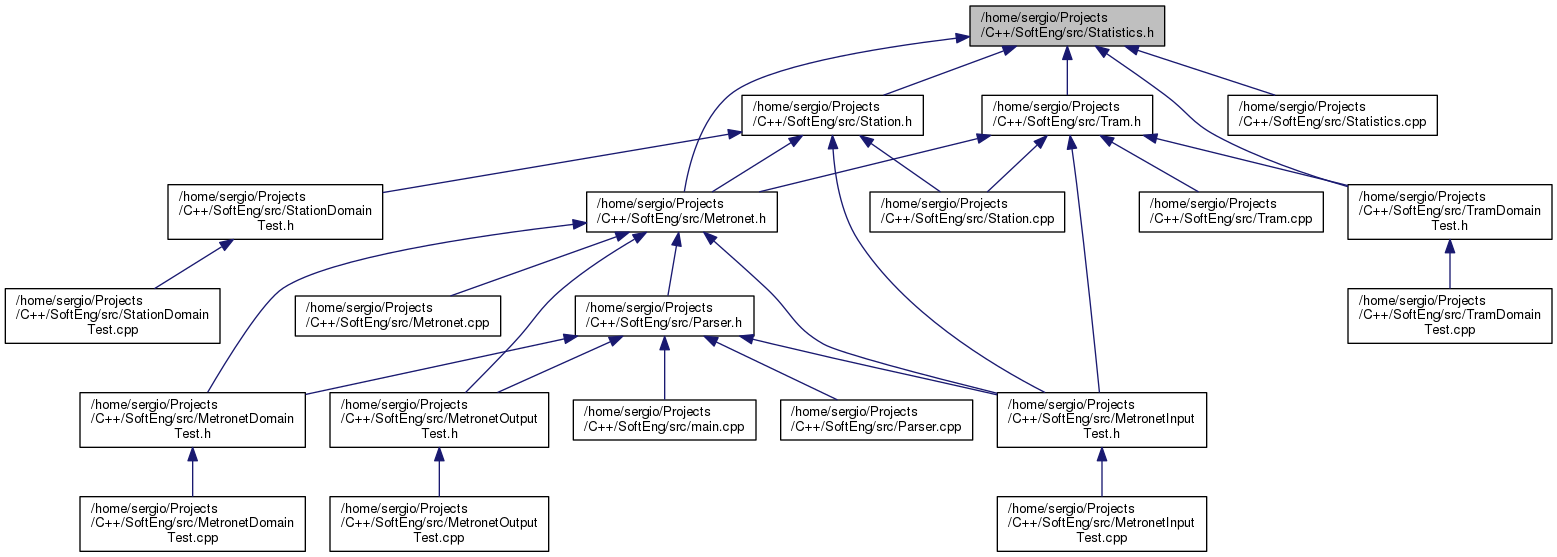 /home/sergio/Projects
/C++/SoftEng/src/Statistics.h
/home/sergio/Projects
/C++/SoftEng/src/Station.h
/home/sergio/Projects
/C++/SoftEng/src/Tram.h
/home/sergio/Projects
/C++/SoftEng/src/Statistics.cpp
/home/sergio/Projects
/C++/SoftEng/src/StationDomain
Test.h
/home/sergio/Projects
/C++/SoftEng/src/Metronet.h
/home/sergio/Projects
/C++/SoftEng/src/Station.cpp
/home/sergio/Projects
/C++/SoftEng/src/Tram.cpp
/home/sergio/Projects
/C++/SoftEng/src/TramDomain
Test.h
/home/sergio/Projects
/C++/SoftEng/src/StationDomain
Test.cpp
/home/sergio/Projects
/C++/SoftEng/src/Metronet.cpp
/home/sergio/Projects
/C++/SoftEng/src/Parser.h
/home/sergio/Projects
/C++/SoftEng/src/TramDomain
Test.cpp
/home/sergio/Projects
/C++/SoftEng/src/MetronetDomain
Test.h
/home/sergio/Projects
/C++/SoftEng/src/MetronetOutput
Test.h
/home/sergio/Projects
/C++/SoftEng/src/main.cpp
/home/sergio/Projects
/C++/SoftEng/src/Parser.cpp
/home/sergio/Projects
/C++/SoftEng/src/MetronetInput
Test.h
/home/sergio/Projects
/C++/SoftEng/src/MetronetDomain
Test.cpp
/home/sergio/Projects
/C++/SoftEng/src/MetronetOutput
Test.cpp
/home/sergio/Projects
/C++/SoftEng/src/MetronetInput
Test.cpp